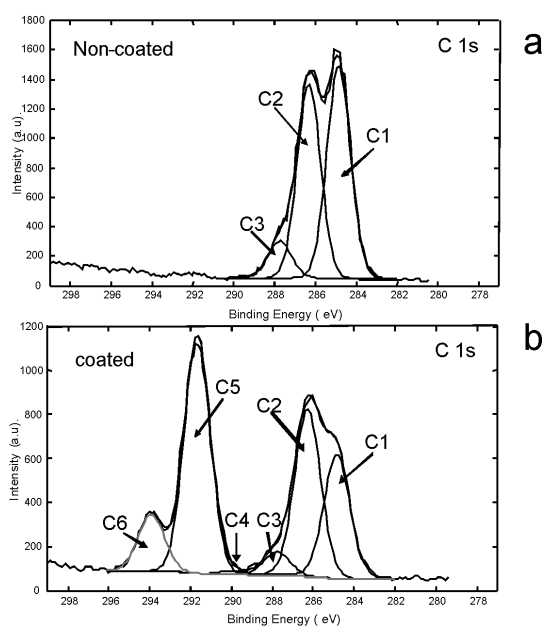 1800
1600
1400
1200
1000
800
600
400
200
0
Intensity (a.u)
Non-coated
C 1s
a
C2
C1
C3
298 296 294 292 290 288 286 284 282 280 278
Binding Energy ( eV)
1200
1000
800
600
400
200
0
Intensity (a.u).
coated
C 1s
b
C5
C2
C1
C6
C4
C3
298 296 294 292 290 288 286 284 282 280 278
Binding Energy ( eV)